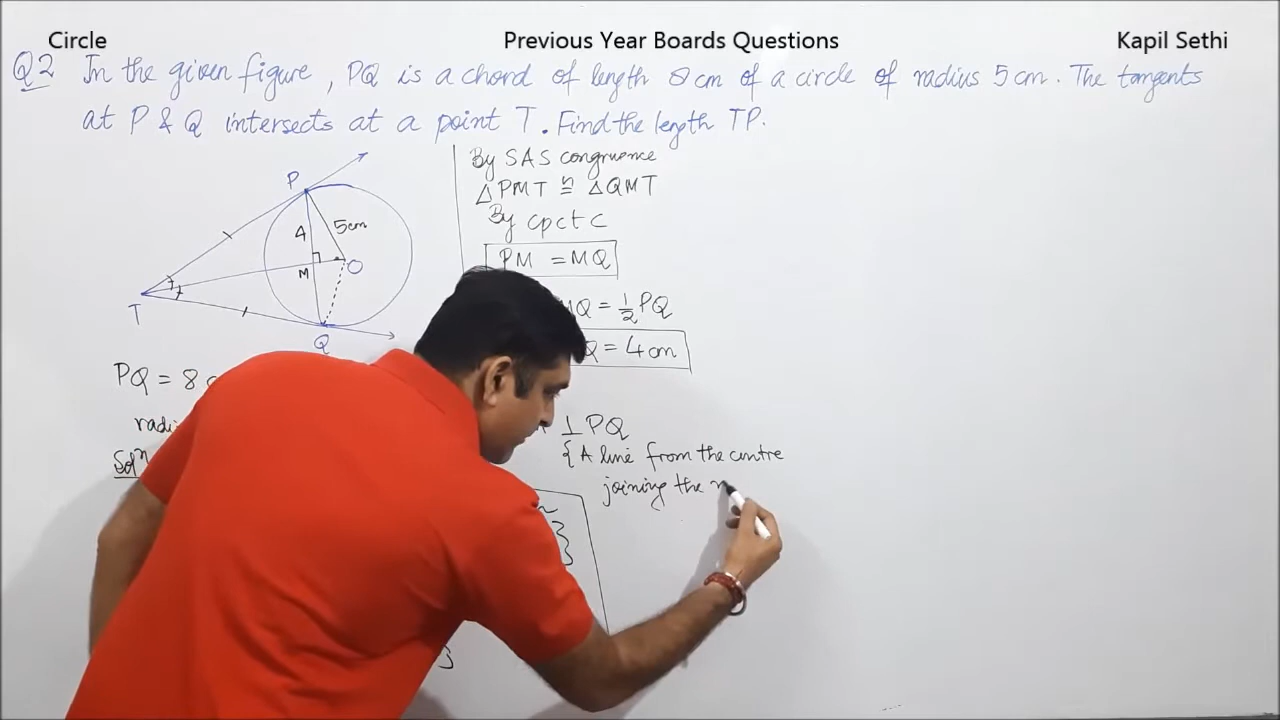 Circle
Previous Year Boards Questions
Kapil Sethi
Q2 In the given figure, PQ is a chord of length 8 cm of a circle of radius 5 cm. The tangents
at P & Q intersects at a point T. Find the length TP.
P
5cm
4
M
O
T
Q
PQ = 8
radi
Solⁿ
By SAS congruence
△PMT ≅ △QMT
By cpctc
PM = MQ
MQ = 1/2 PQ
Q = 4 cm
⊥ PQ
{A line from the centre
joining the